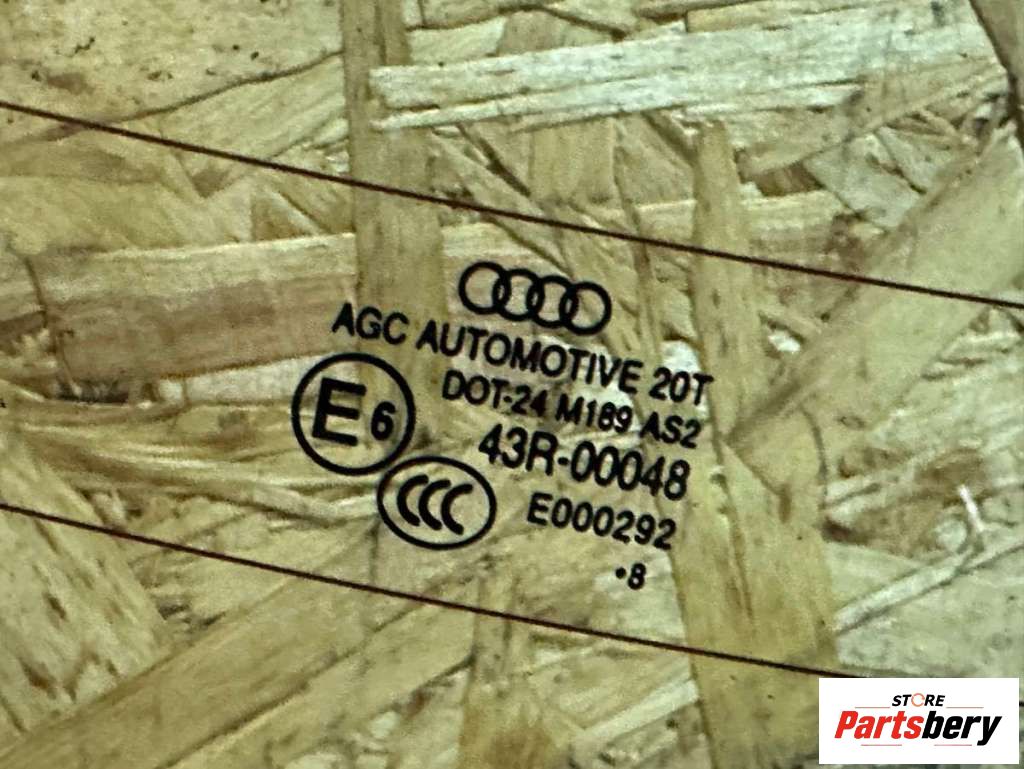 AGC AUTOMOTIVE 20T
DOT-24 M189 AS2
E6
43R-00048
CCC
E000292
•8
STORE
Partsbery